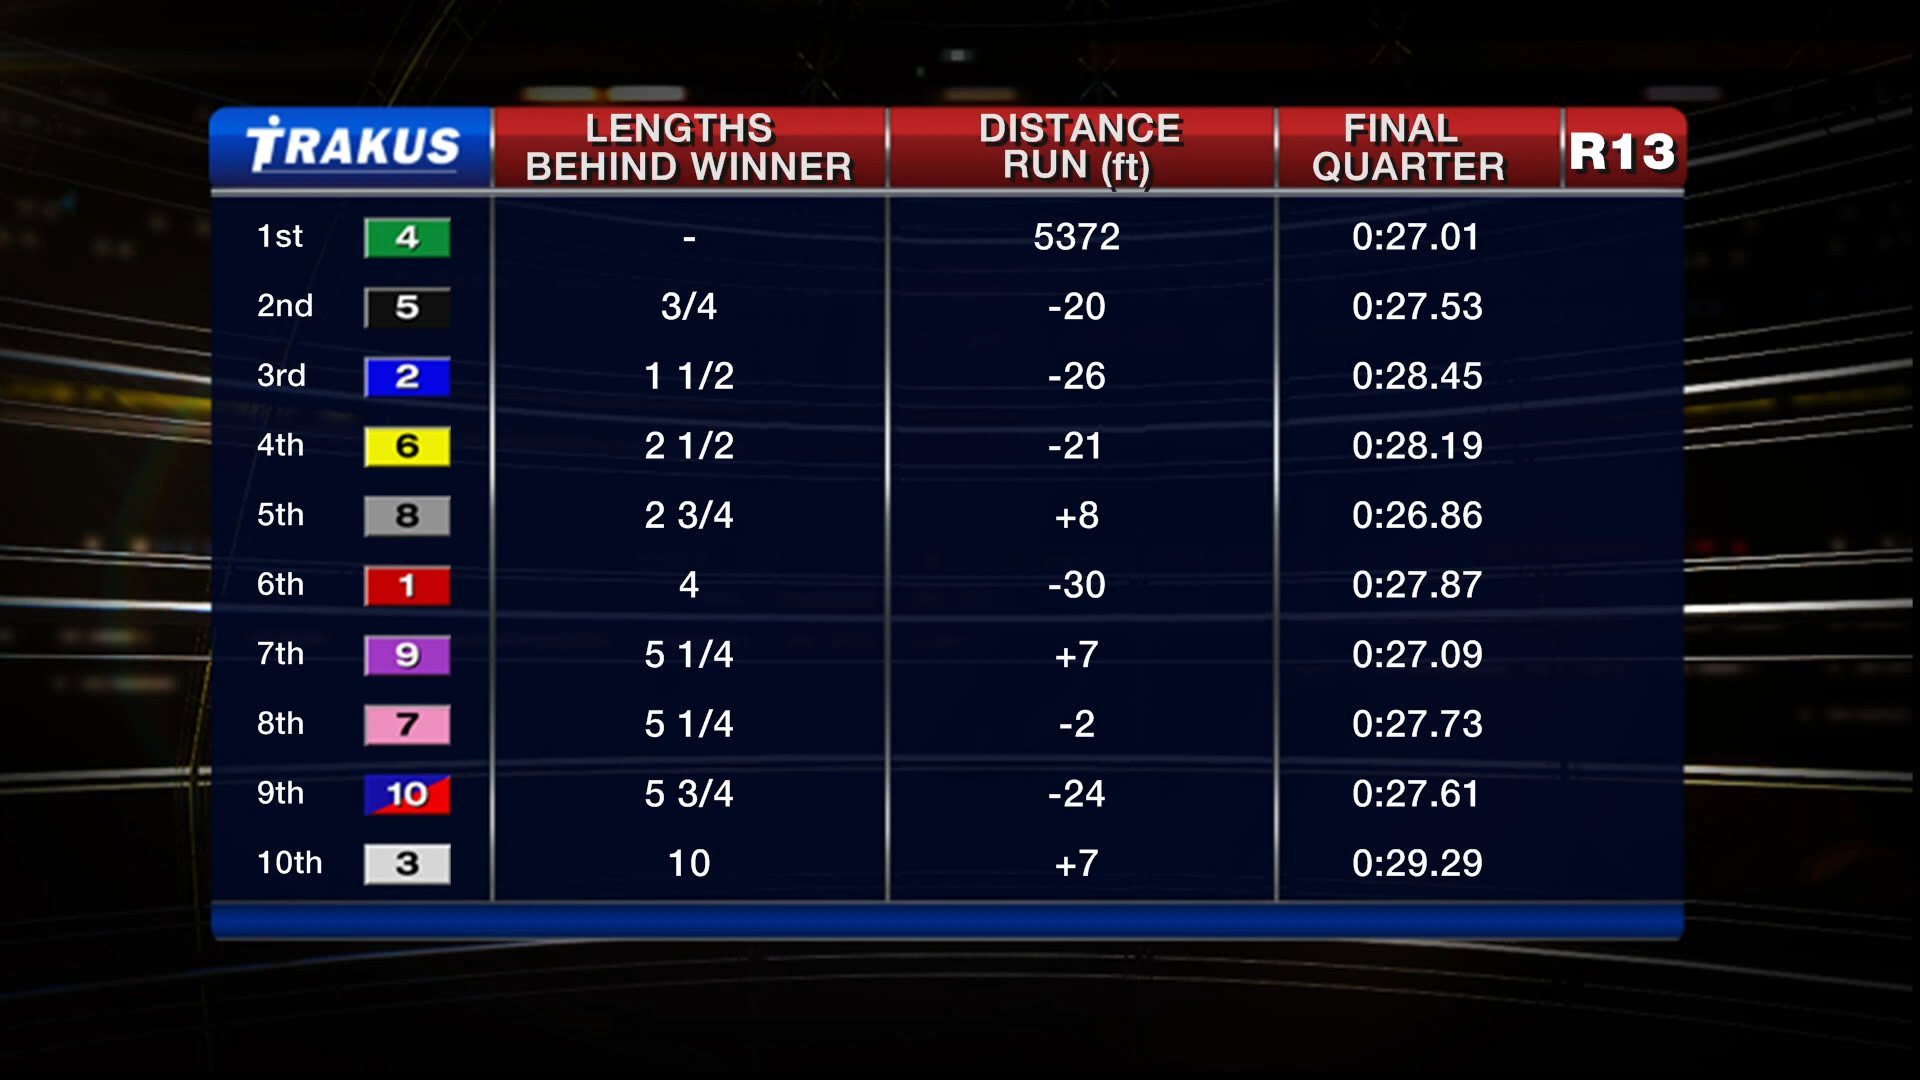 TRAKUS LENGTHS BEHIND WINNER DISTANCE RUN (ft) FINAL QUARTER R13
1st 4 - 5372 0:27.01
2nd 5 3/4 -20 0:27.53
3rd 2 1 1/2 -26 0:28.45
4th 6 2 1/2 -21 0:28.19
5th 8 2 3/4 +8 0:26.86
6th 1 4 -30 0:27.87
7th 9 5 1/4 +7 0:27.09
8th 7 5 1/4 -2 0:27.73
9th 10 5 3/4 -24 0:27.61
10th 3 10 +7 0:29.29